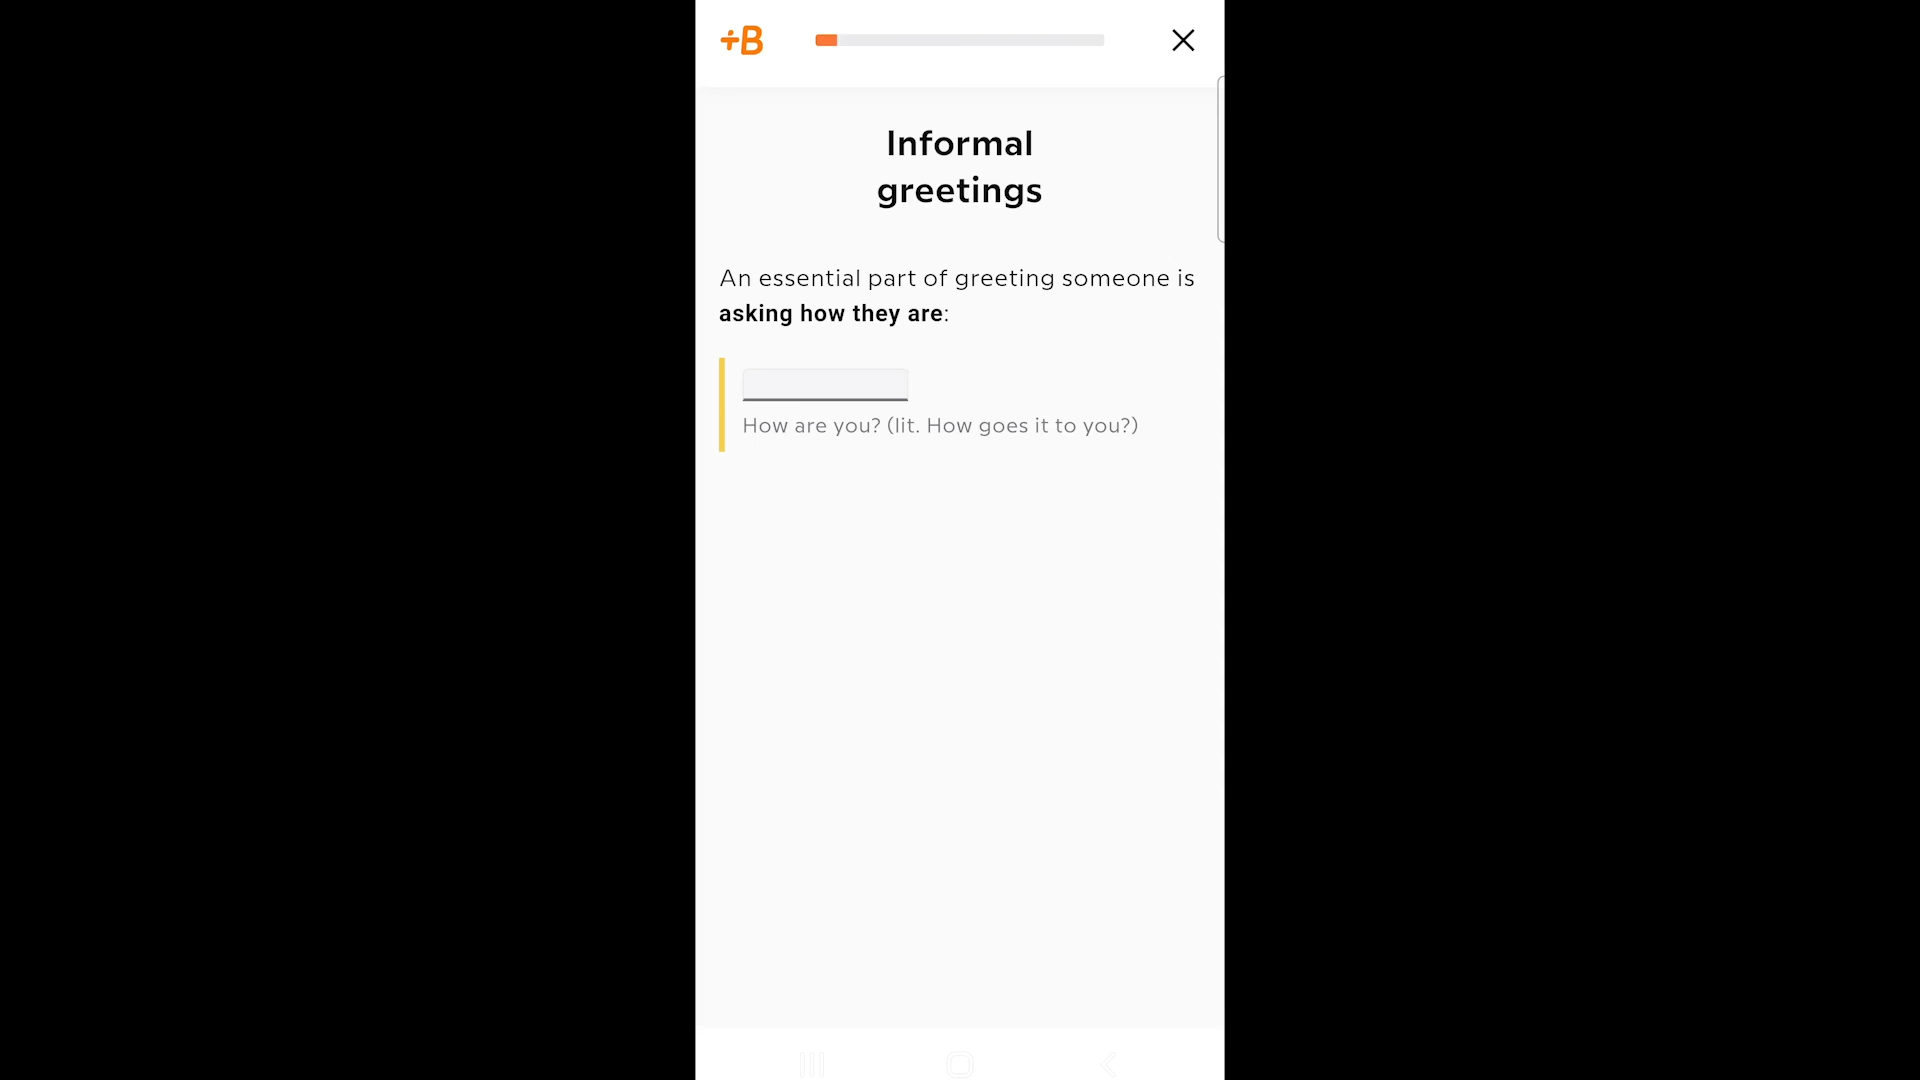 +B
Informal
greetings
An essential part of greeting someone is
asking how they are:
How are you? (lit. How goes it to you?)